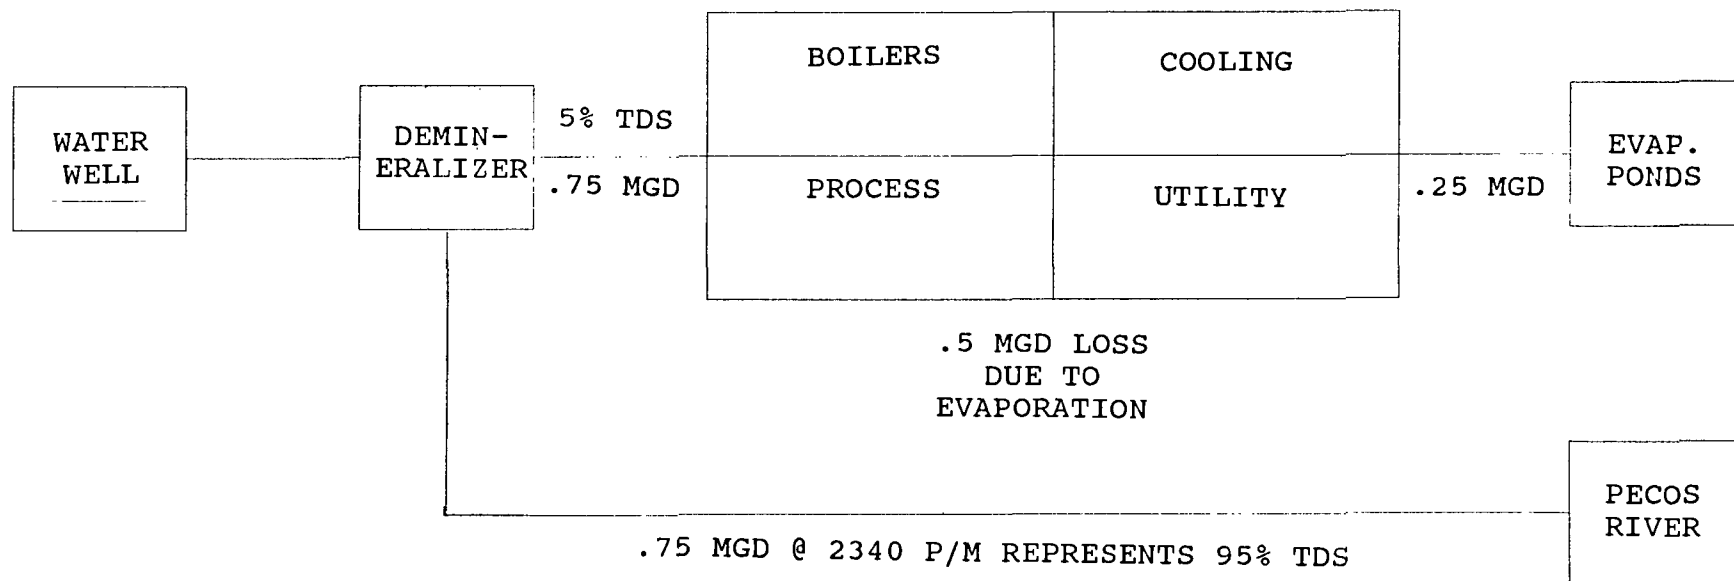 WATER
WELL
DEMIN-
ERALIZER
5% TDS
.75 MGD
BOILERS
COOLING
PROCESS
UTILITY
.25 MGD
EVAP.
PONDS
.5 MGD LOSS
DUE TO
EVAPORATION
PECOS
RIVER
.75 MGD @ 2340 P/M REPRESENTS 95% TDS